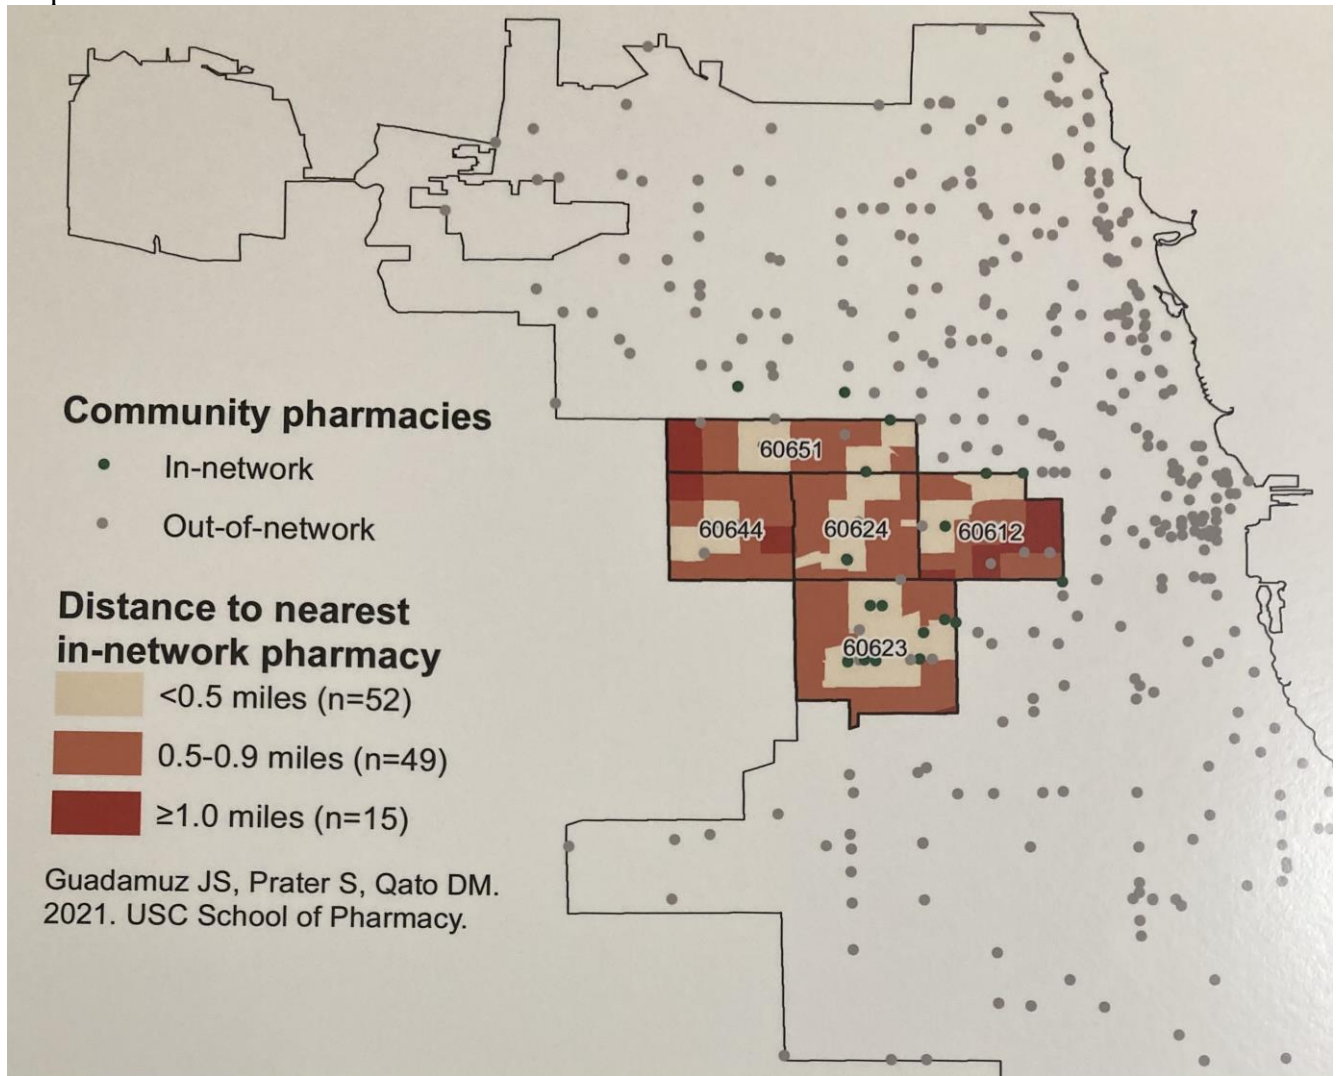 Community pharmacies
In-network
Out-of-network
Distance to nearest
in-network pharmacy
<0.5 miles (n=52)
0.5-0.9 miles (n=49)
≥1.0 miles (n=15)
Guadamuz JS, Prater S, Qato DM.
2021. USC School of Pharmacy.
60651
60644
60624
60612
60623